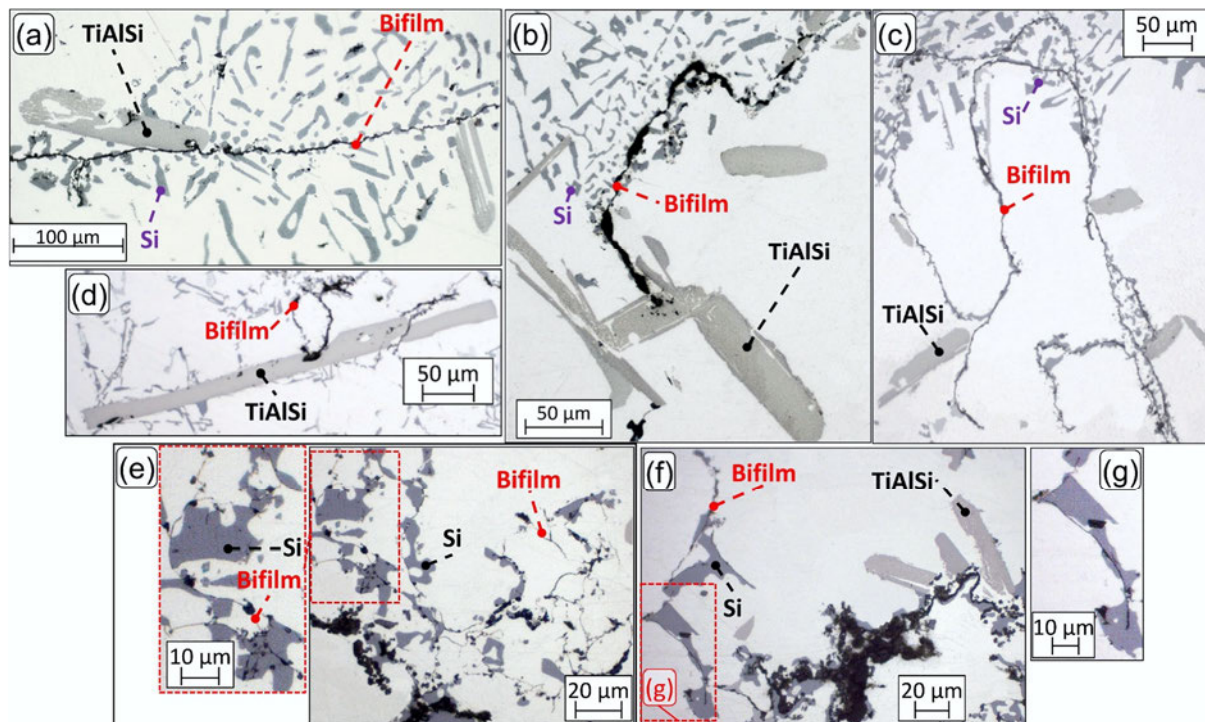 (a)
TiAlSi
Bifilm
Si
100 µm
(b)
Si
Bifilm
TiAlSi
50 µm
(c)
50 µm
Si
Bifilm
TiAlSi
(d)
Bifilm
TiAlSi
50 µm
(e)
Si
Bifilm
10 µm
Bifilm
Si
20 µm
(f)
Bifilm
TiAlSi
Si
(g)
20 µm
(g)
10 µm